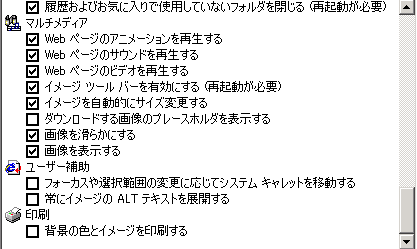 履歴およびお気に入りで使用していないフォルダを閉じる (再起動が必要)
マルチメディア
Web ページのアニメーションを再生する
Web ページのサウンドを再生する
Web ページのビデオを再生する
イメージ ツール バーを有効にする (再起動が必要)
イメージを自動的にサイズ変更する
ダウンロードする画像のプレースホルダを表示する
画像を滑らかにする
画像を表示する
ユーザー補助
フォーカスや選択範囲の変更に応じてシステム キャレットを移動する
常にイメージの ALT テキストを展開する
印刷
背景の色とイメージを印刷する